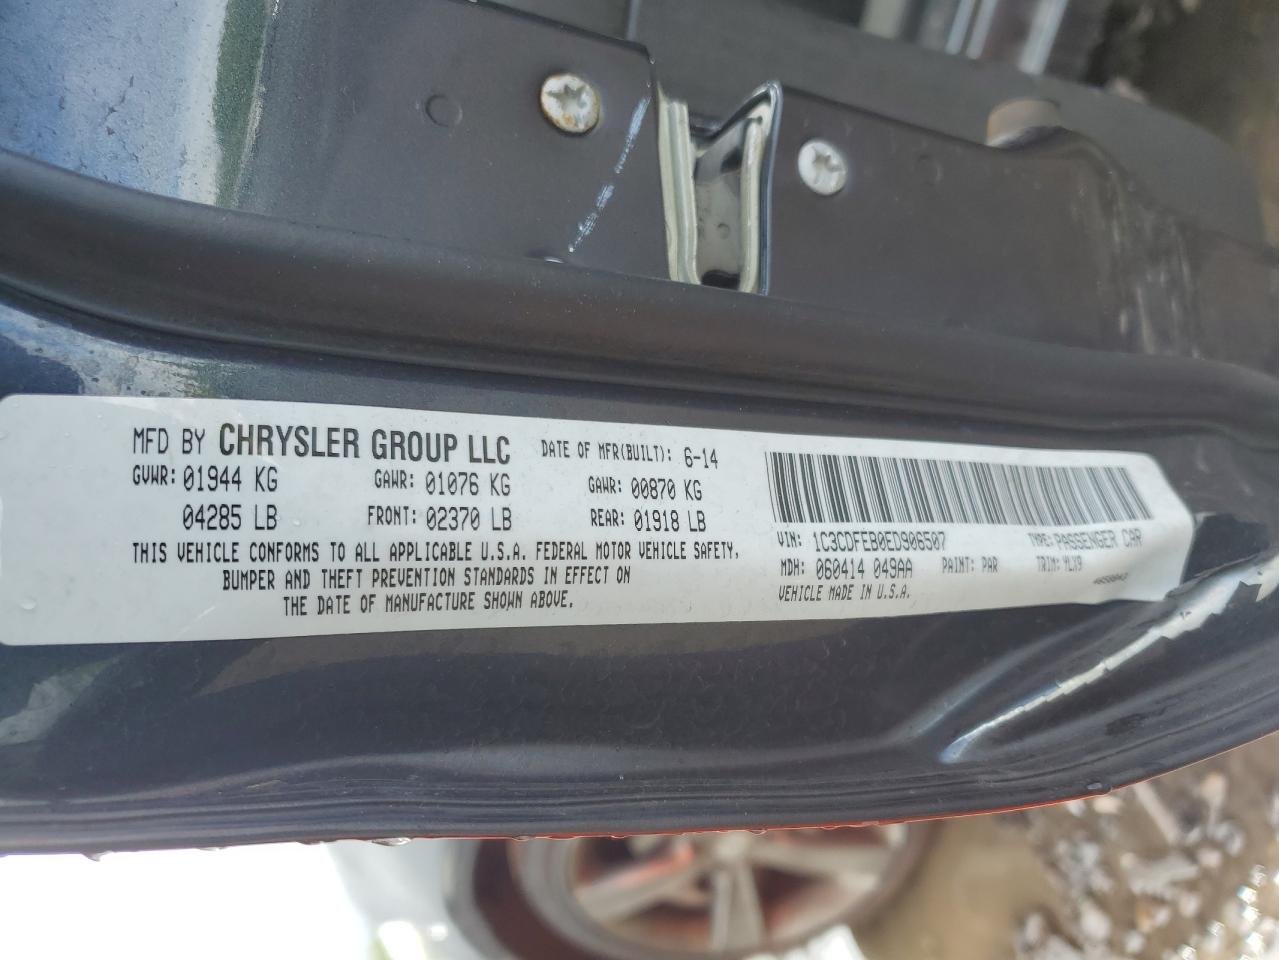 MFD BY CHRYSLER GROUP LLC DATE OF MFR(BUILT): 6-14
GVWR: 01944 KG GAWR: 01076 KG GAWR: 00870 KG
04285 LB FRONT: 02370 LB REAR: 01918 LB
THIS VEHICLE CONFORMS TO ALL APPLICABLE U.S.A. FEDERAL MOTOR VEHICLE SAFETY,
BUMPER AND THEFT PREVENTION STANDARDS IN EFFECT ON
THE DATE OF MANUFACTURE SHOWN ABOVE.
VIN: 1C3CDFEB0ED906507 TYPE: PASSENGER CAR
MDH: 060414 049AA PAINT: PAR TRIM: VLX9
VEHICLE MADE IN U.S.A.